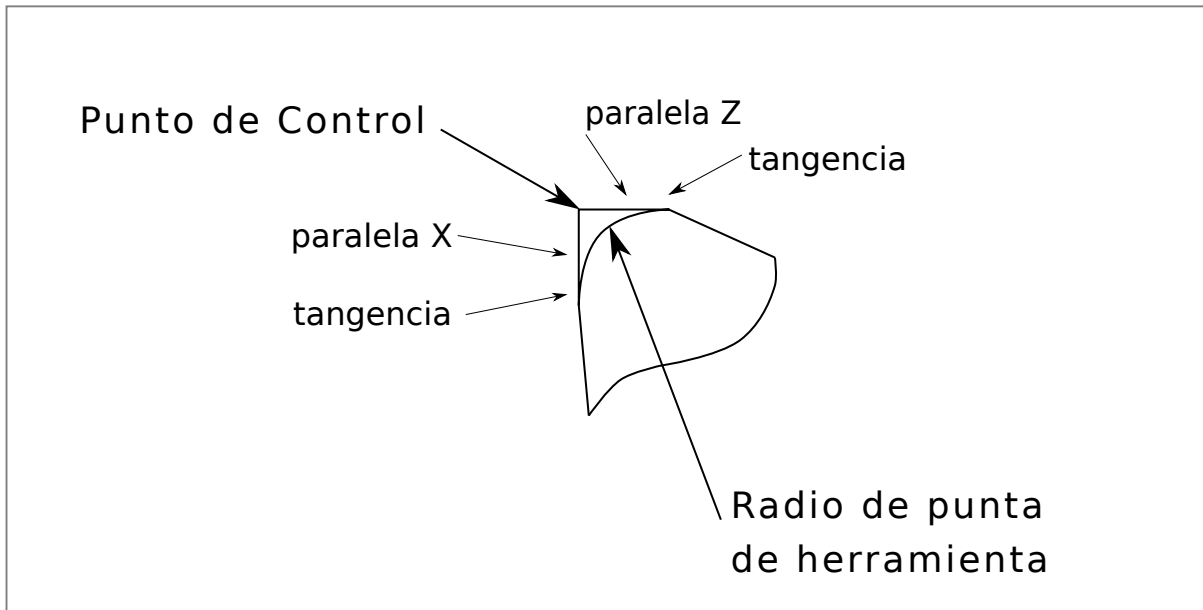 paralela Z
Punto de Control
tangencia
paralela X
tangencia
Radio de punta
de herramienta